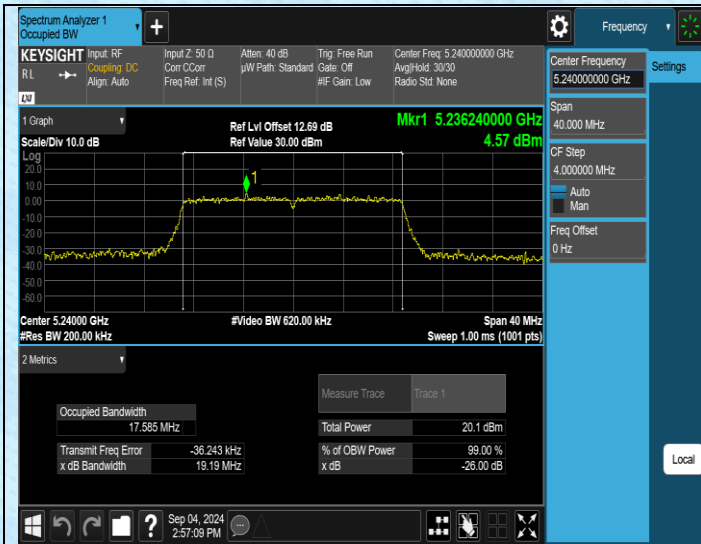 Spectrum Analyzer 1
Occupied BW
+
Frequency
KEYSIGHT
RL
LXI
Input: RF
Coupling: DC
Align: Auto
Input Z: 50 Ω
Corr CCorr
Freq Ref: Int (S)
Atten: 40 dB
µW Path: Standard
Trig: Free Run
Gate: Off
#IF Gain: Low
Center Freq: 5.240000000 GHz
Avg|Hold: 30/30
Radio Std: None
1 Graph
Scale/Div 10.0 dB
Log
Ref Lvl Offset 12.69 dB
Ref Value 30.00 dBm
Mkr1 5.236240000 GHz
4.57 dBm
20.0
10.0
0.00
-10.0
-20.0
-30.0
-40.0
-50.0
-60.0
1
Center 5.24000 GHz
#Res BW 200.00 kHz
#Video BW 620.00 kHz
Span 40 MHz
Sweep 1.00 ms (1001 pts)
2 Metrics
Measure Trace Trace 1
Occupied Bandwidth
17.585 MHz
Total Power 20.1 dBm
Transmit Freq Error -36.243 kHz
x dB Bandwidth 19.19 MHz
% of OBW Power 99.00 %
x dB -26.00 dB
Center Frequency
5.240000000 GHz
Settings
Span
40.000 MHz
CF Step
4.000000 MHz
Auto
Man
Freq Offset
0 Hz
Local
?
Sep 04, 2024
2:57:09 PM